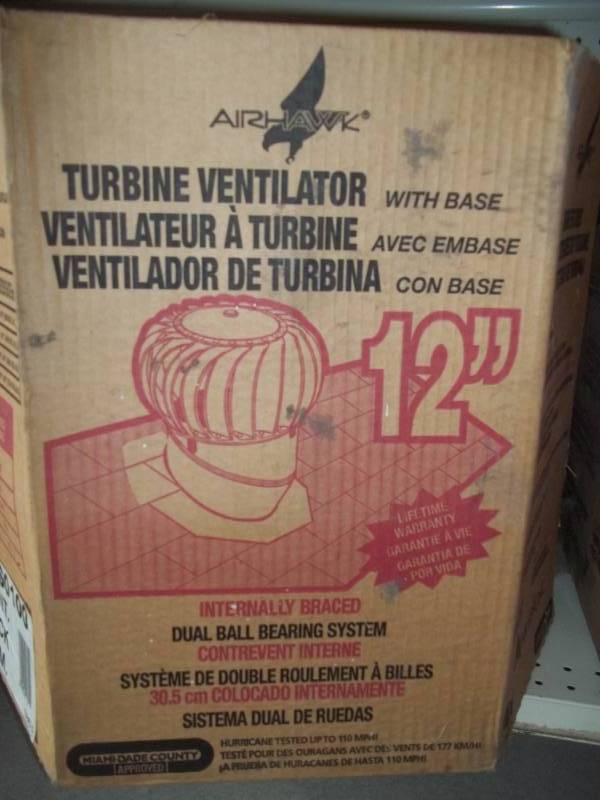 AIRHAWK®
TURBINE VENTILATOR WITH BASE
VENTILATEUR À TURBINE AVEC EMBASE
VENTILADOR DE TURBINA CON BASE
12"
LIFETIME
WARRANTY
GARANTIE À VIE
GARANTIA DE
POR VIDA
INTERNALLY BRACED
DUAL BALL BEARING SYSTEM
CONTREVENT INTERNE
SYSTÈME DE DOUBLE ROULEMENT À BILLES
30.5 cm COLOCADO INTERNAMENTE
SISTEMA DUAL DE RUEDAS
MIAMI-DADE COUNTY
APPROVED
HURRICANE TESTED UP TO 110 MPH!
TESTÉ POUR DES OURAGANS AVEC DES VENTS DE 177 KM/H!
¡A PRUEBA DE HURACANES DE HASTA 110 MPH!